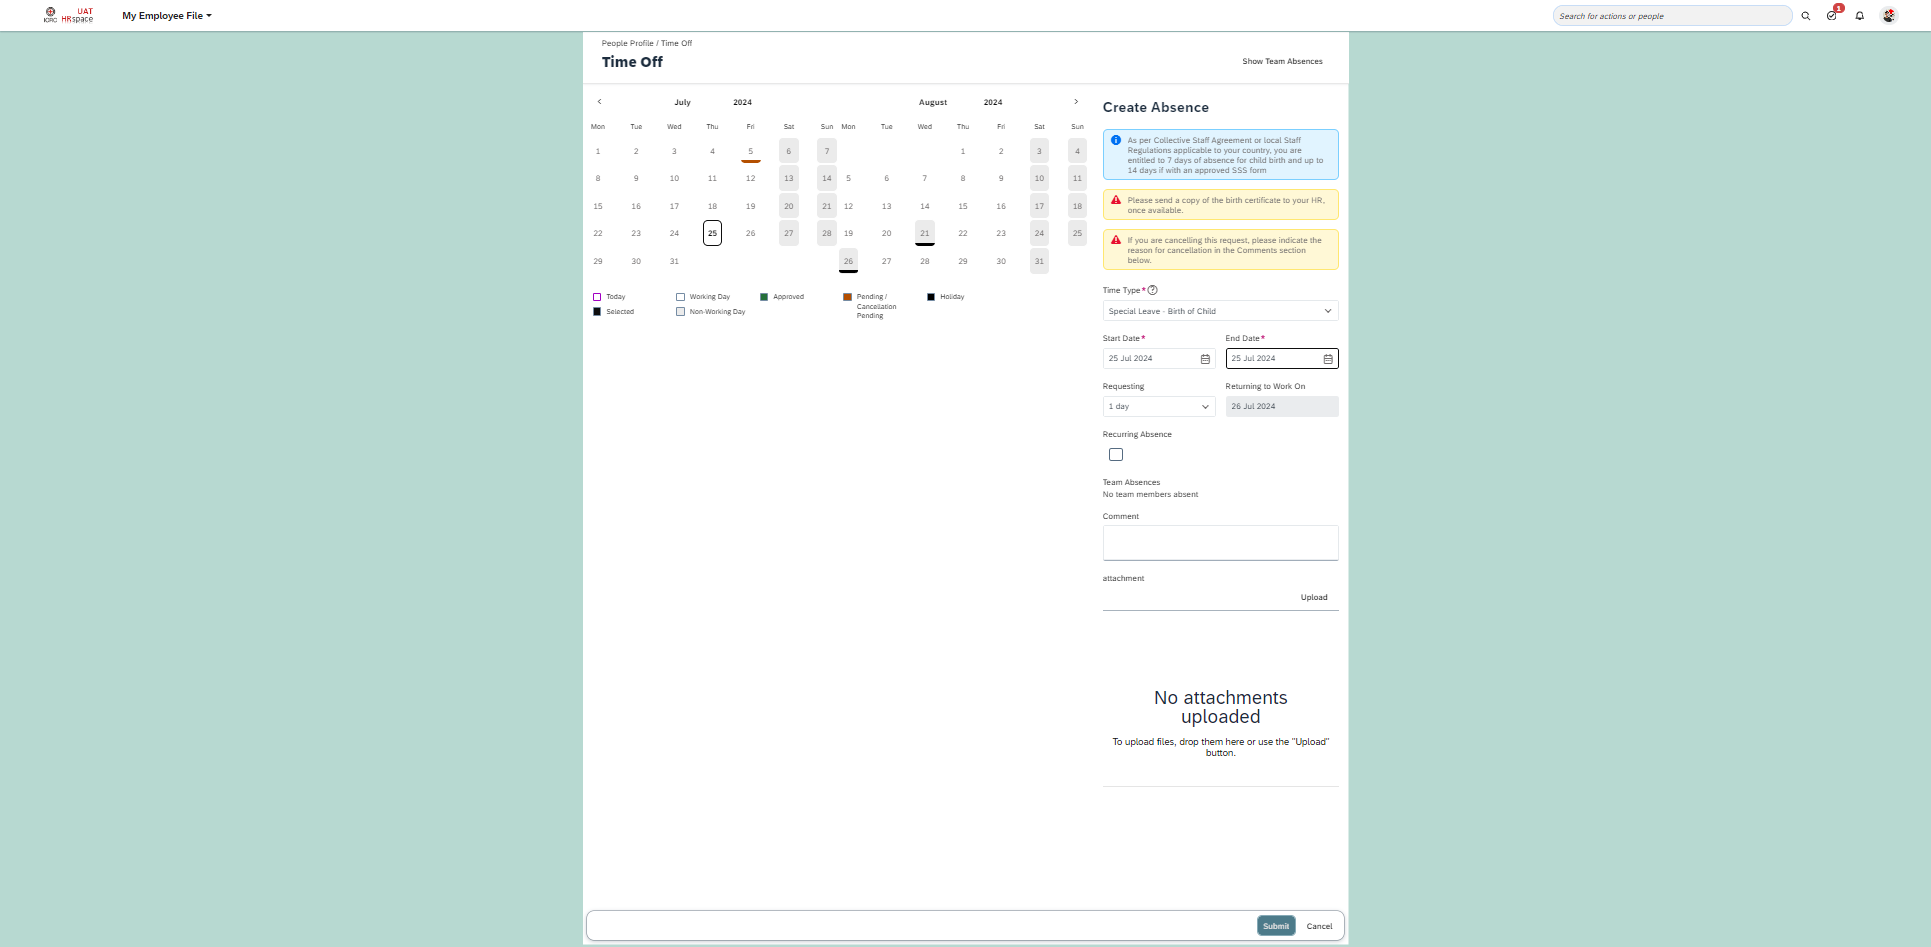 ICRC
UAT
HRspace
My Employee File
Search for actions or people
1
People Profile / Time Off
Time Off
Show Team Absences
July 2024
August 2024
Mon Tue Wed Thu Fri Sat Sun Mon Tue Wed Thu Fri Sat Sun
1 2 3 4 5 6 7 1 2 3 4
8 9 10 11 12 13 14 5 6 7 8 9 10 11
15 16 17 18 19 20 21 12 13 14 15 16 17 18
22 23 24 25 26 27 28 19 20 21 22 23 24 25
29 30 31 26 27 28 29 30 31
Today
Working Day
Approved
Pending /
Cancellation
Pending
Holiday
Selected
Non-Working Day
Create Absence
As per Collective Staff Agreement or local Staff
Regulations applicable to your country, you are
entitled to 7 days of absence for child birth and up to
14 days if with an approved SSS form
Please send a copy of the birth certificate to your HR,
once available.
If you are cancelling this request, please indicate the
reason for cancellation in the Comments section
below.
Time Type*
Special Leave - Birth of Child
Start Date*
End Date*
25 Jul 2024
25 Jul 2024
Requesting
Returning to Work On
1 day
26 Jul 2024
Recurring Absence
Team Absences
No team members absent
Comment
attachment
Upload
No attachments
uploaded
To upload files, drop them here or use the "Upload"
button.
Submit
Cancel